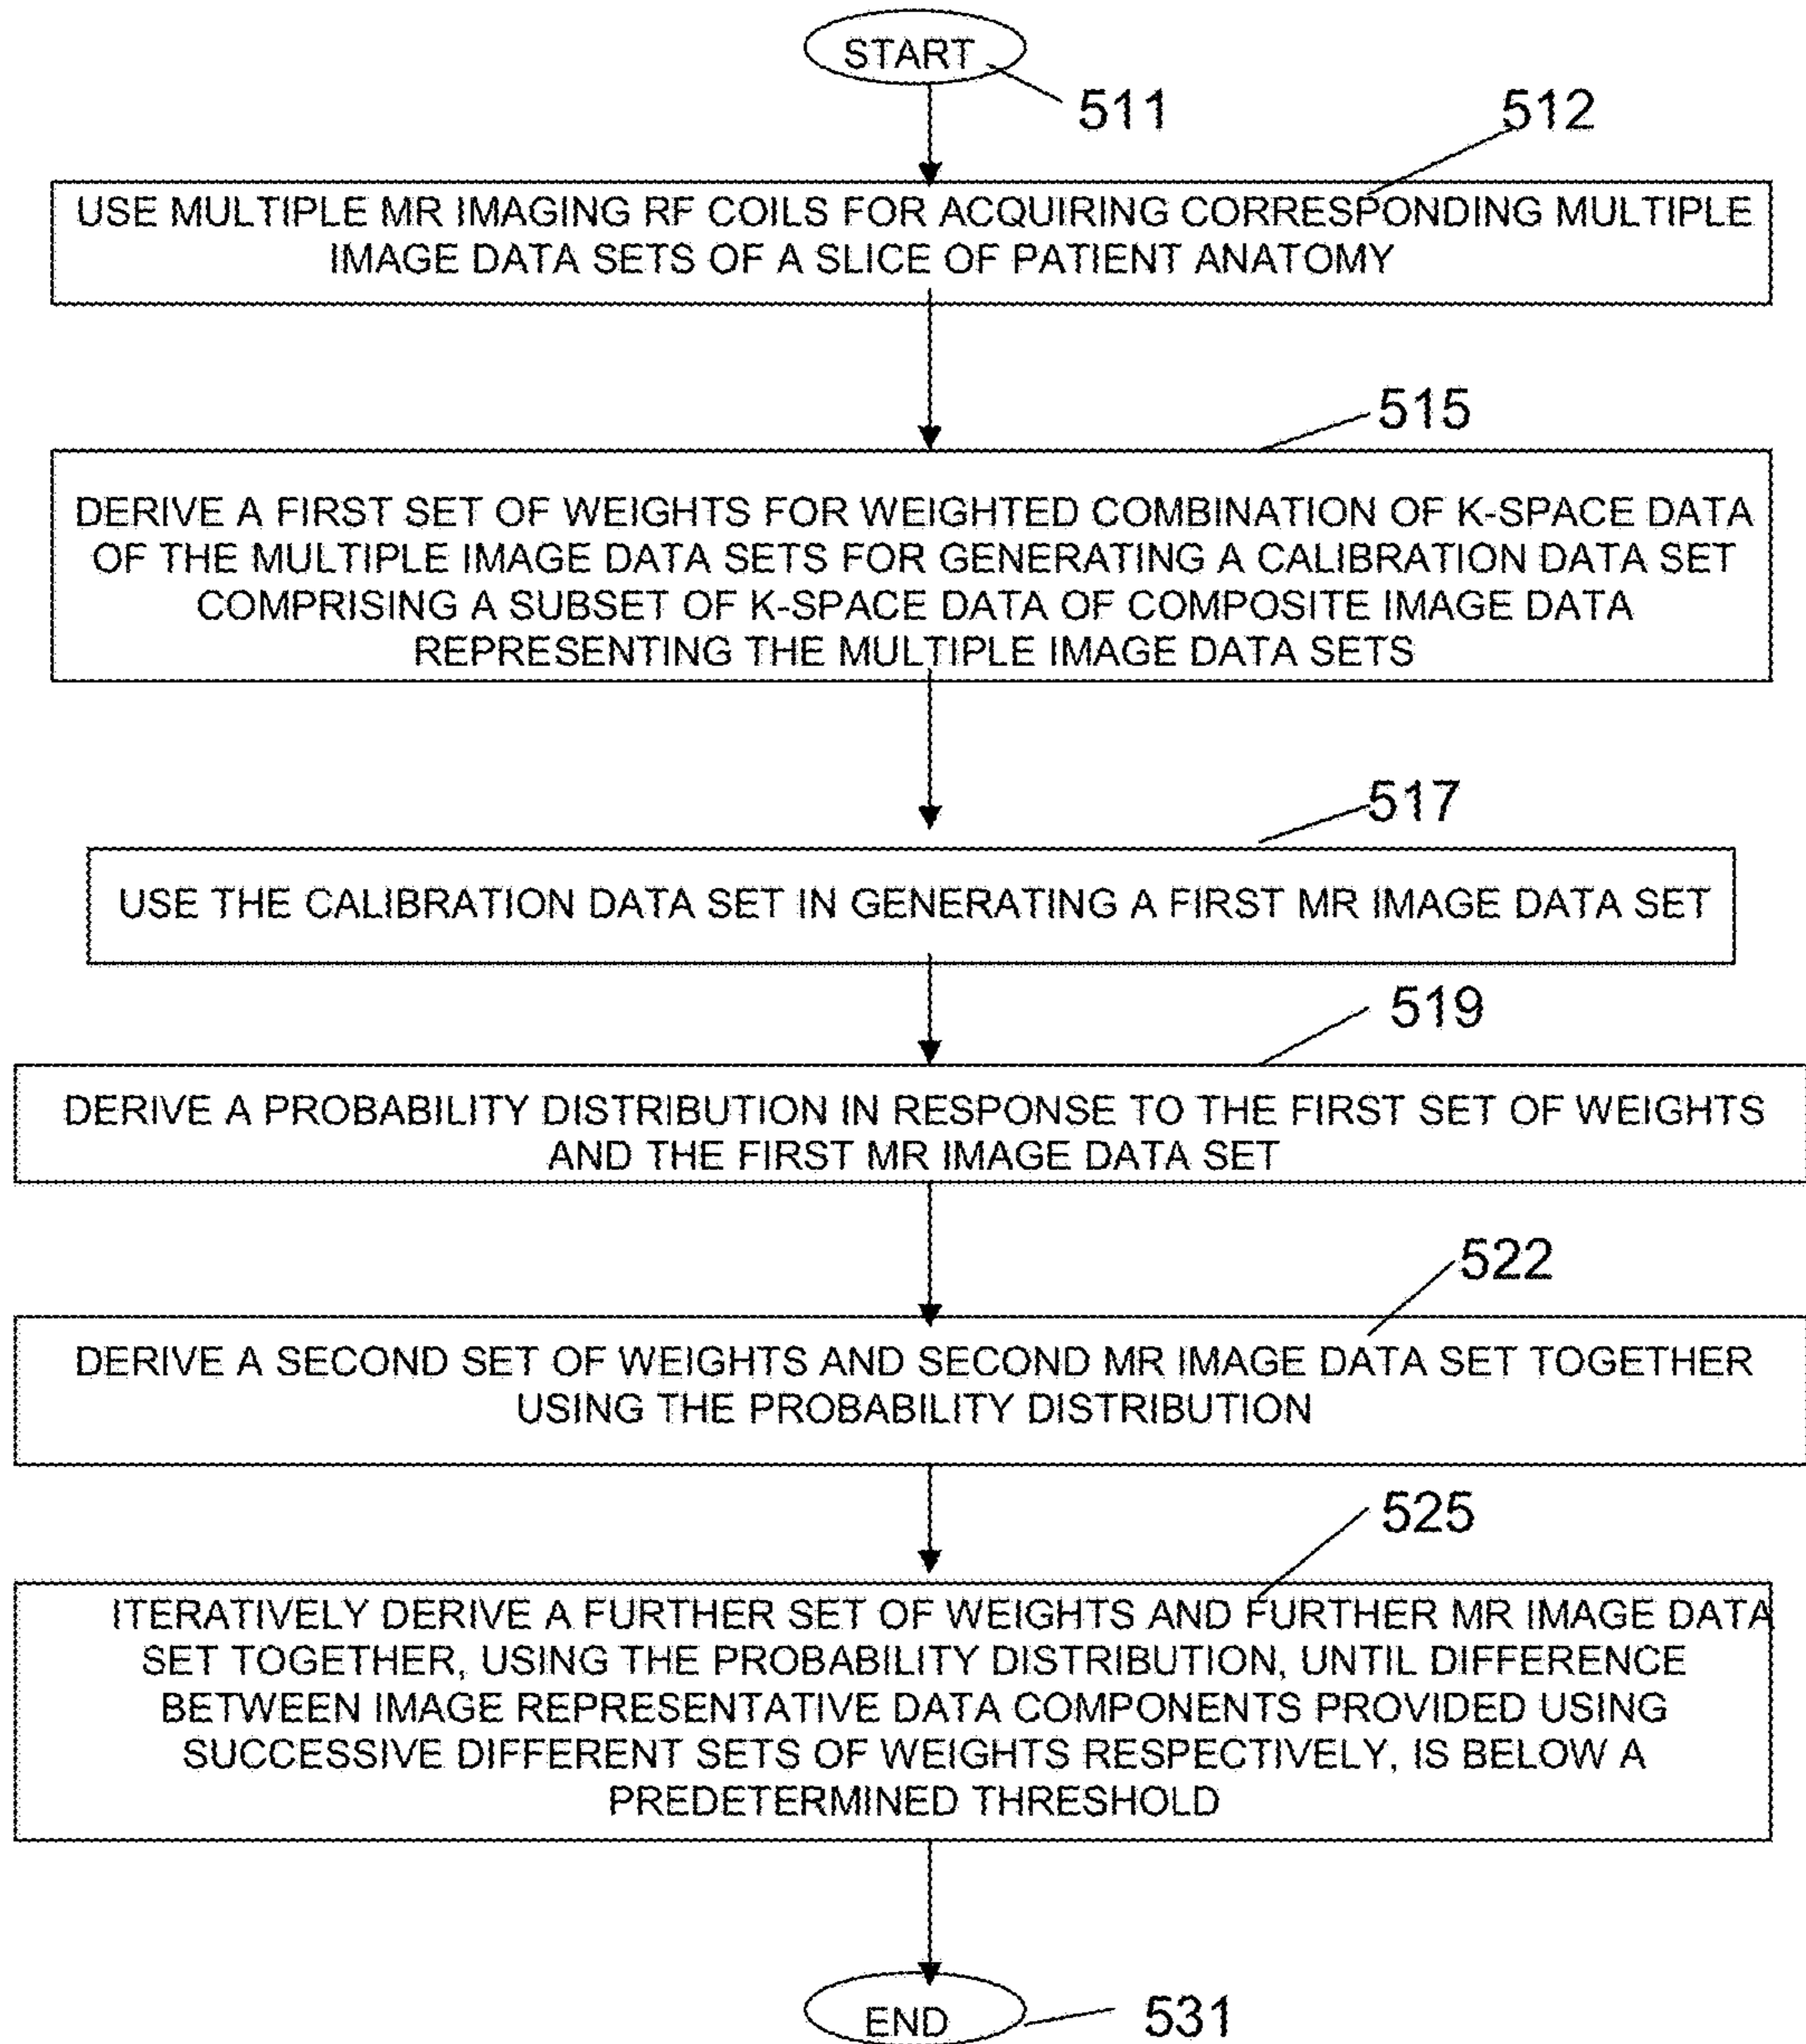 START
511
512
USE MULTIPLE MR IMAGING RF COILS FOR ACQUIRING CORRESPONDING MULTIPLE
IMAGE DATA SETS OF A SLICE OF PATIENT ANATOMY
515
DERIVE A FIRST SET OF WEIGHTS FOR WEIGHTED COMBINATION OF K-SPACE DATA
OF THE MULTIPLE IMAGE DATA SETS FOR GENERATING A CALIBRATION DATA SET
COMPRISING A SUBSET OF K-SPACE DATA OF COMPOSITE IMAGE DATA
REPRESENTING THE MULTIPLE IMAGE DATA SETS
517
USE THE CALIBRATION DATA SET IN GENERATING A FIRST MR IMAGE DATA SET
519
DERIVE A PROBABILITY DISTRIBUTION IN RESPONSE TO THE FIRST SET OF WEIGHTS
AND THE FIRST MR IMAGE DATA SET
522
DERIVE A SECOND SET OF WEIGHTS AND SECOND MR IMAGE DATA SET TOGETHER
USING THE PROBABILITY DISTRIBUTION
525
ITERATIVELY DERIVE A FURTHER SET OF WEIGHTS AND FURTHER MR IMAGE DATA
SET TOGETHER, USING THE PROBABILITY DISTRIBUTION, UNTIL DIFFERENCE
BETWEEN IMAGE REPRESENTATIVE DATA COMPONENTS PROVIDED USING
SUCCESSIVE DIFFERENT SETS OF WEIGHTS RESPECTIVELY, IS BELOW A
PREDETERMINED THRESHOLD
END
531